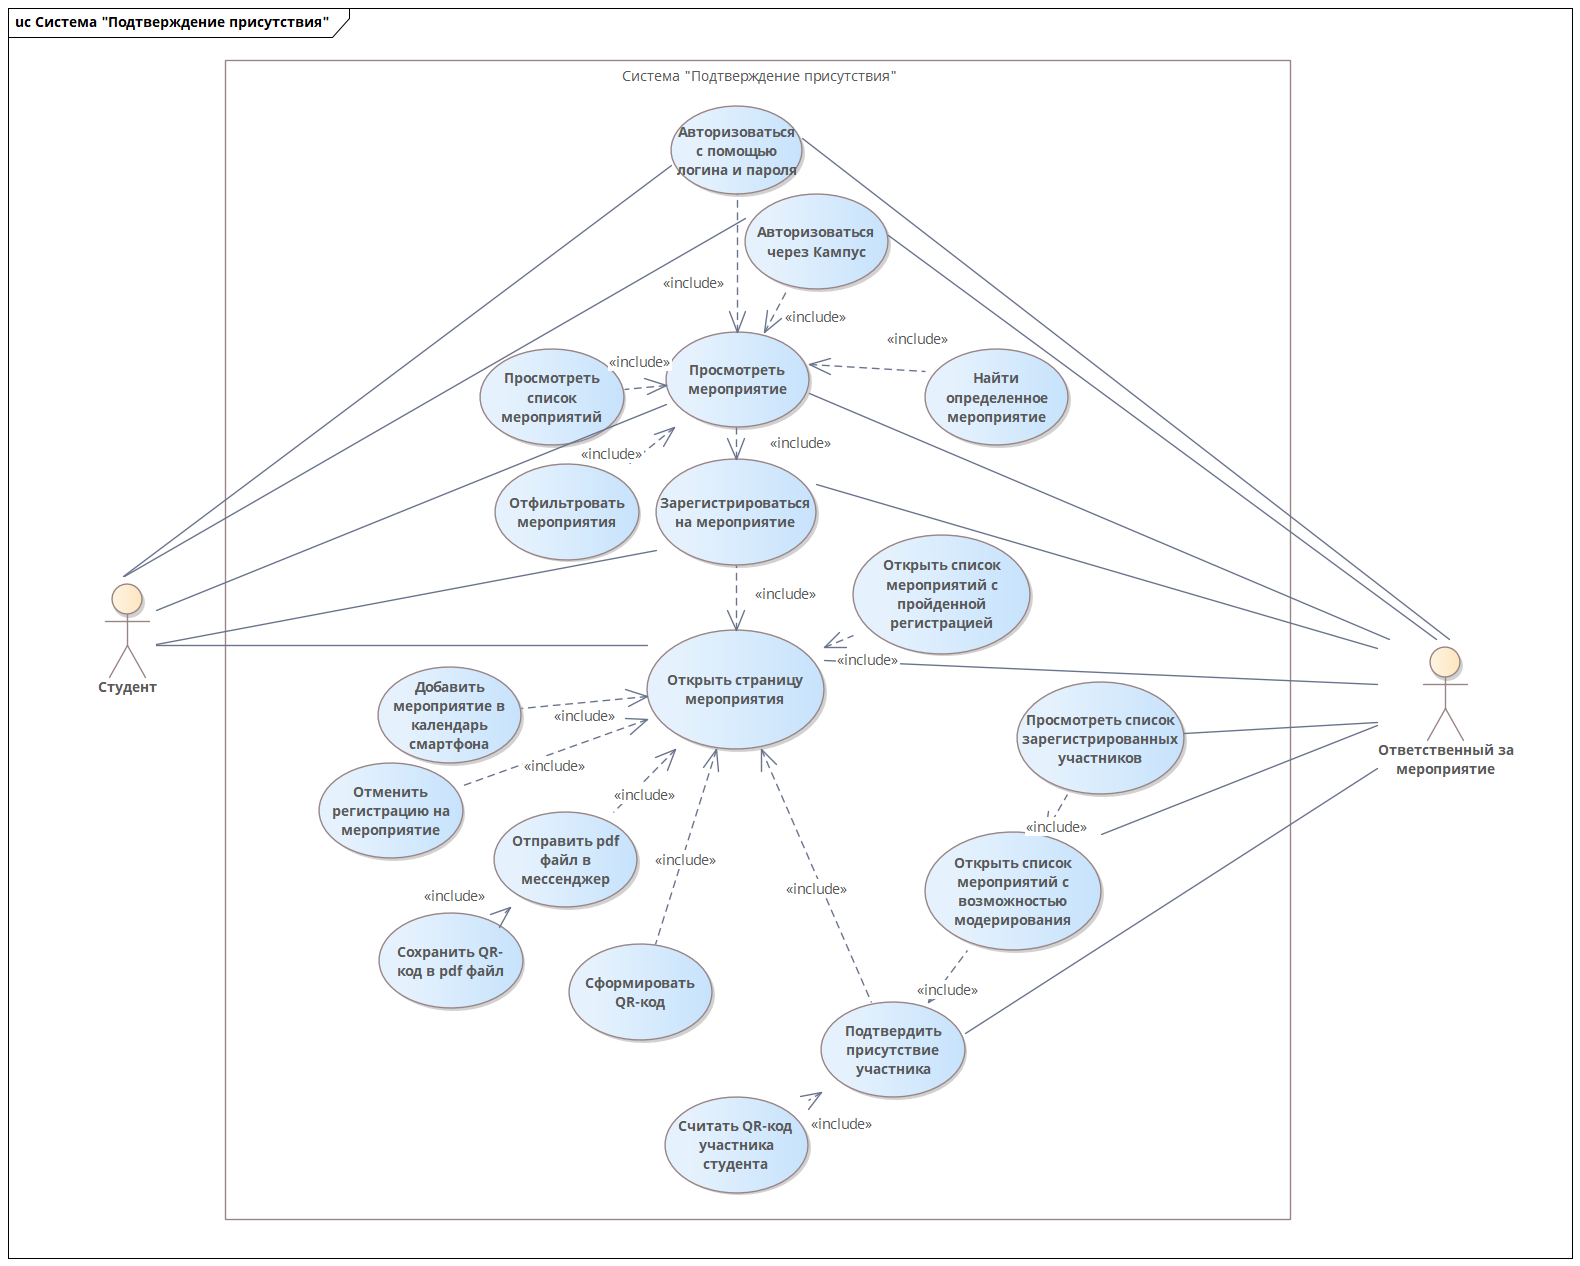 uc Система "Подтверждение присутствия"
Система "Подтверждение присутствия"
Авторизоваться
с помощью
логина и пароля
Авторизоваться
через Кампус
«include»
«include»
«include»
«include»
Просмотреть
мероприятие
Просмотреть
список
мероприятий
Найти
определенное
мероприятие
«include»
«include»
Отфильтровать
мероприятия
Зарегистрироваться
на мероприятие
«include»
Открыть список
мероприятий с
пройденной
регистрацией
«include»
Студент
Открыть страницу
мероприятия
Добавить
мероприятие в
календарь
смартфона
«include»
Просмотреть список
зарегистрированных
участников
Ответственный за
мероприятие
«include»
Отменить
регистрацию на
мероприятие
«include»
«include»
Отправить pdf
файл в
мессенджер
«include»
«include»
«include»
Открыть список
мероприятий с
возможностью
модерирования
Сохранить QR-
код в pdf файл
Сформировать
QR-код
«include»
Подтвердить
присутствие
участника
«include»
Считать QR-код
участника
студента